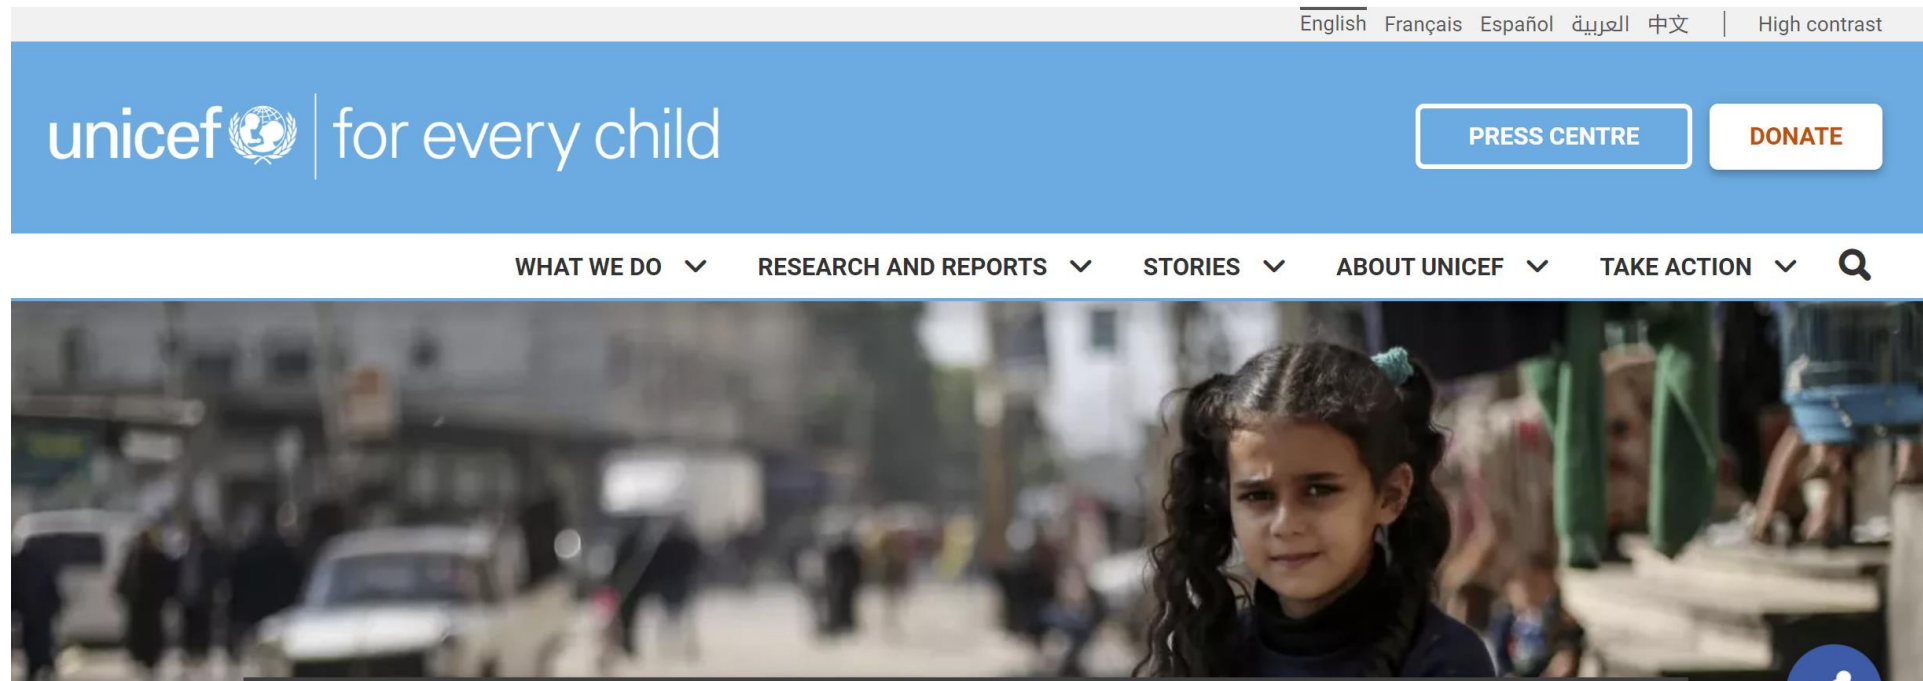 English Français Español العربية 中文 | High contrast
unicef for every child
PRESS CENTRE
DONATE
WHAT WE DO RESEARCH AND REPORTS STORIES ABOUT UNICEF TAKE ACTION